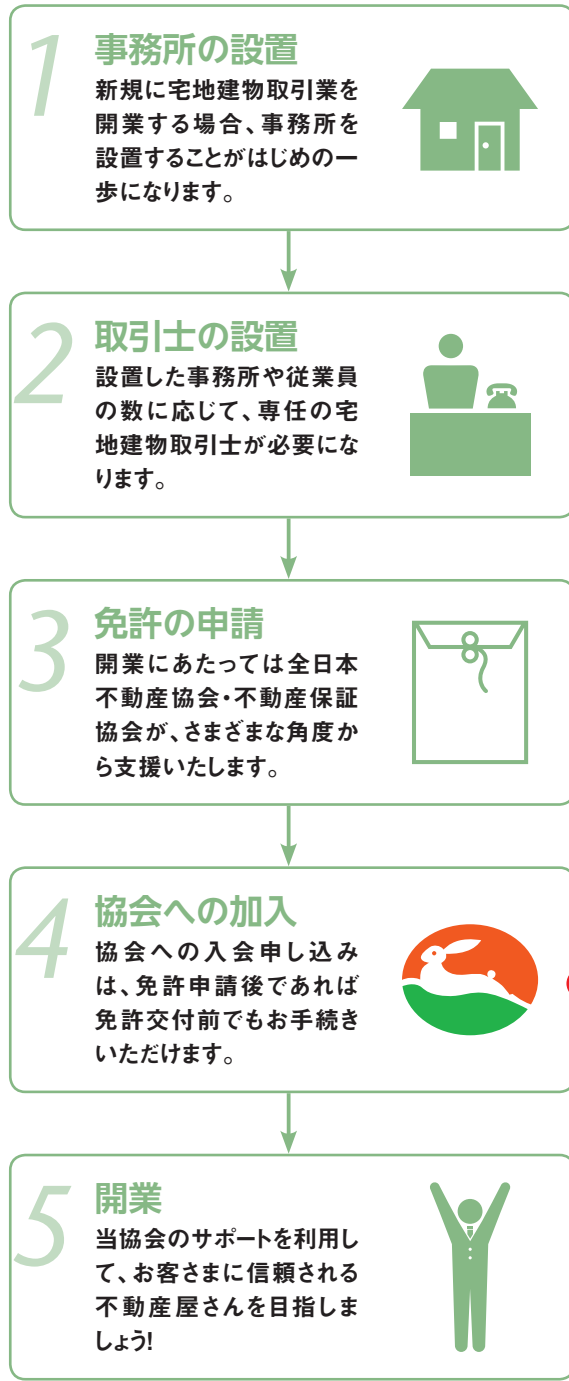 1
事務所の設置
新規に宅地建物取引業を
開業する場合、事務所を
設置することがはじめの一
歩になります。
2
取引士の設置
設置した事務所や従業員
の数に応じて、専任の宅
地建物取引士が必要にな
ります。
3
免許の申請
開業にあたっては全日本
不動産協会・不動産保証
協会が、さまざまな角度か
ら支援いたします。
4
協会への加入
協会への入会申し込み
は、免許申請後であれば
免許交付前でもお手続き
いただけます。
5
開業
当協会のサポートを利用し
て、お客さまに信頼される
不動産屋さんを目指しま
しょう!